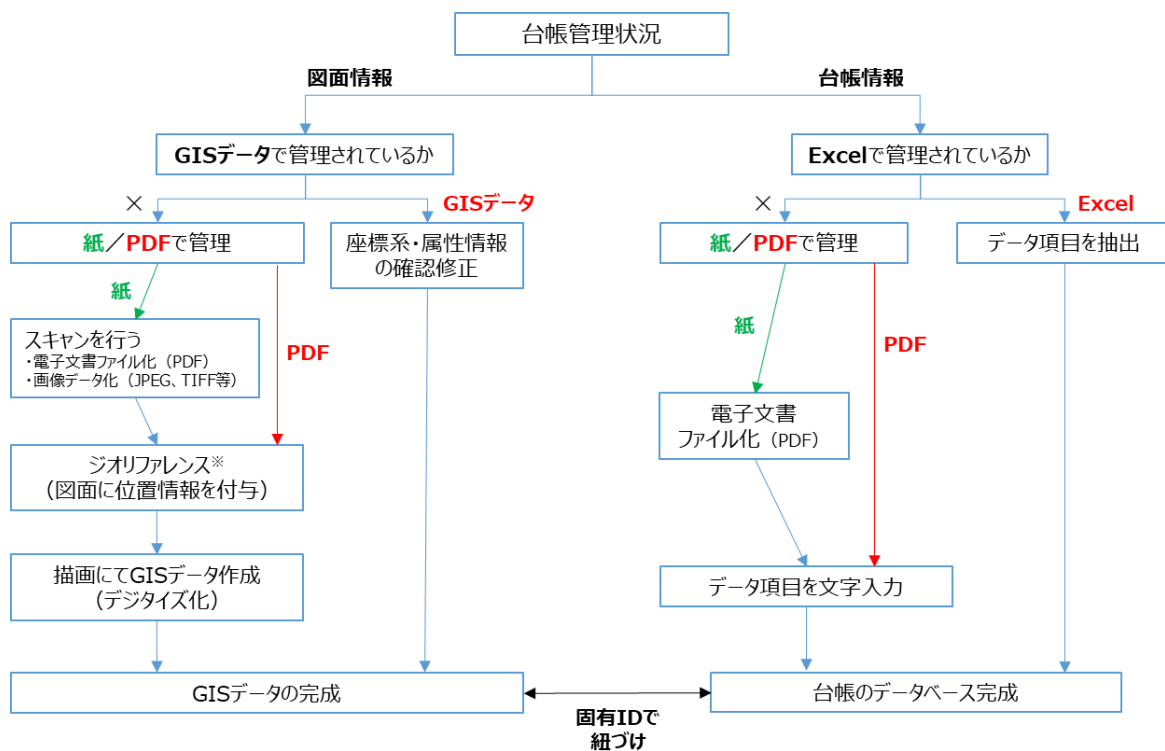 台帳管理状況
図面情報
台帳情報
GISデータで管理されているか
Excelで管理されているか
×
GISデータ
×
Excel
紙／PDFで管理
座標系・属性情報
の確認修正
紙／PDFで管理
データ項目を抽出
紙
PDF
スキャンを行う
・電子文書ファイル化（PDF）
・画像データ化（JPEG、TIFF等）
紙
PDF
電子文書
ファイル化（PDF）
ジオリファレンス※
（図面に位置情報を付与）
描画にてGISデータ作成
（デジタイズ化）
データ項目を文字入力
GISデータの完成
台帳のデータベース完成
固有IDで
紐づけ